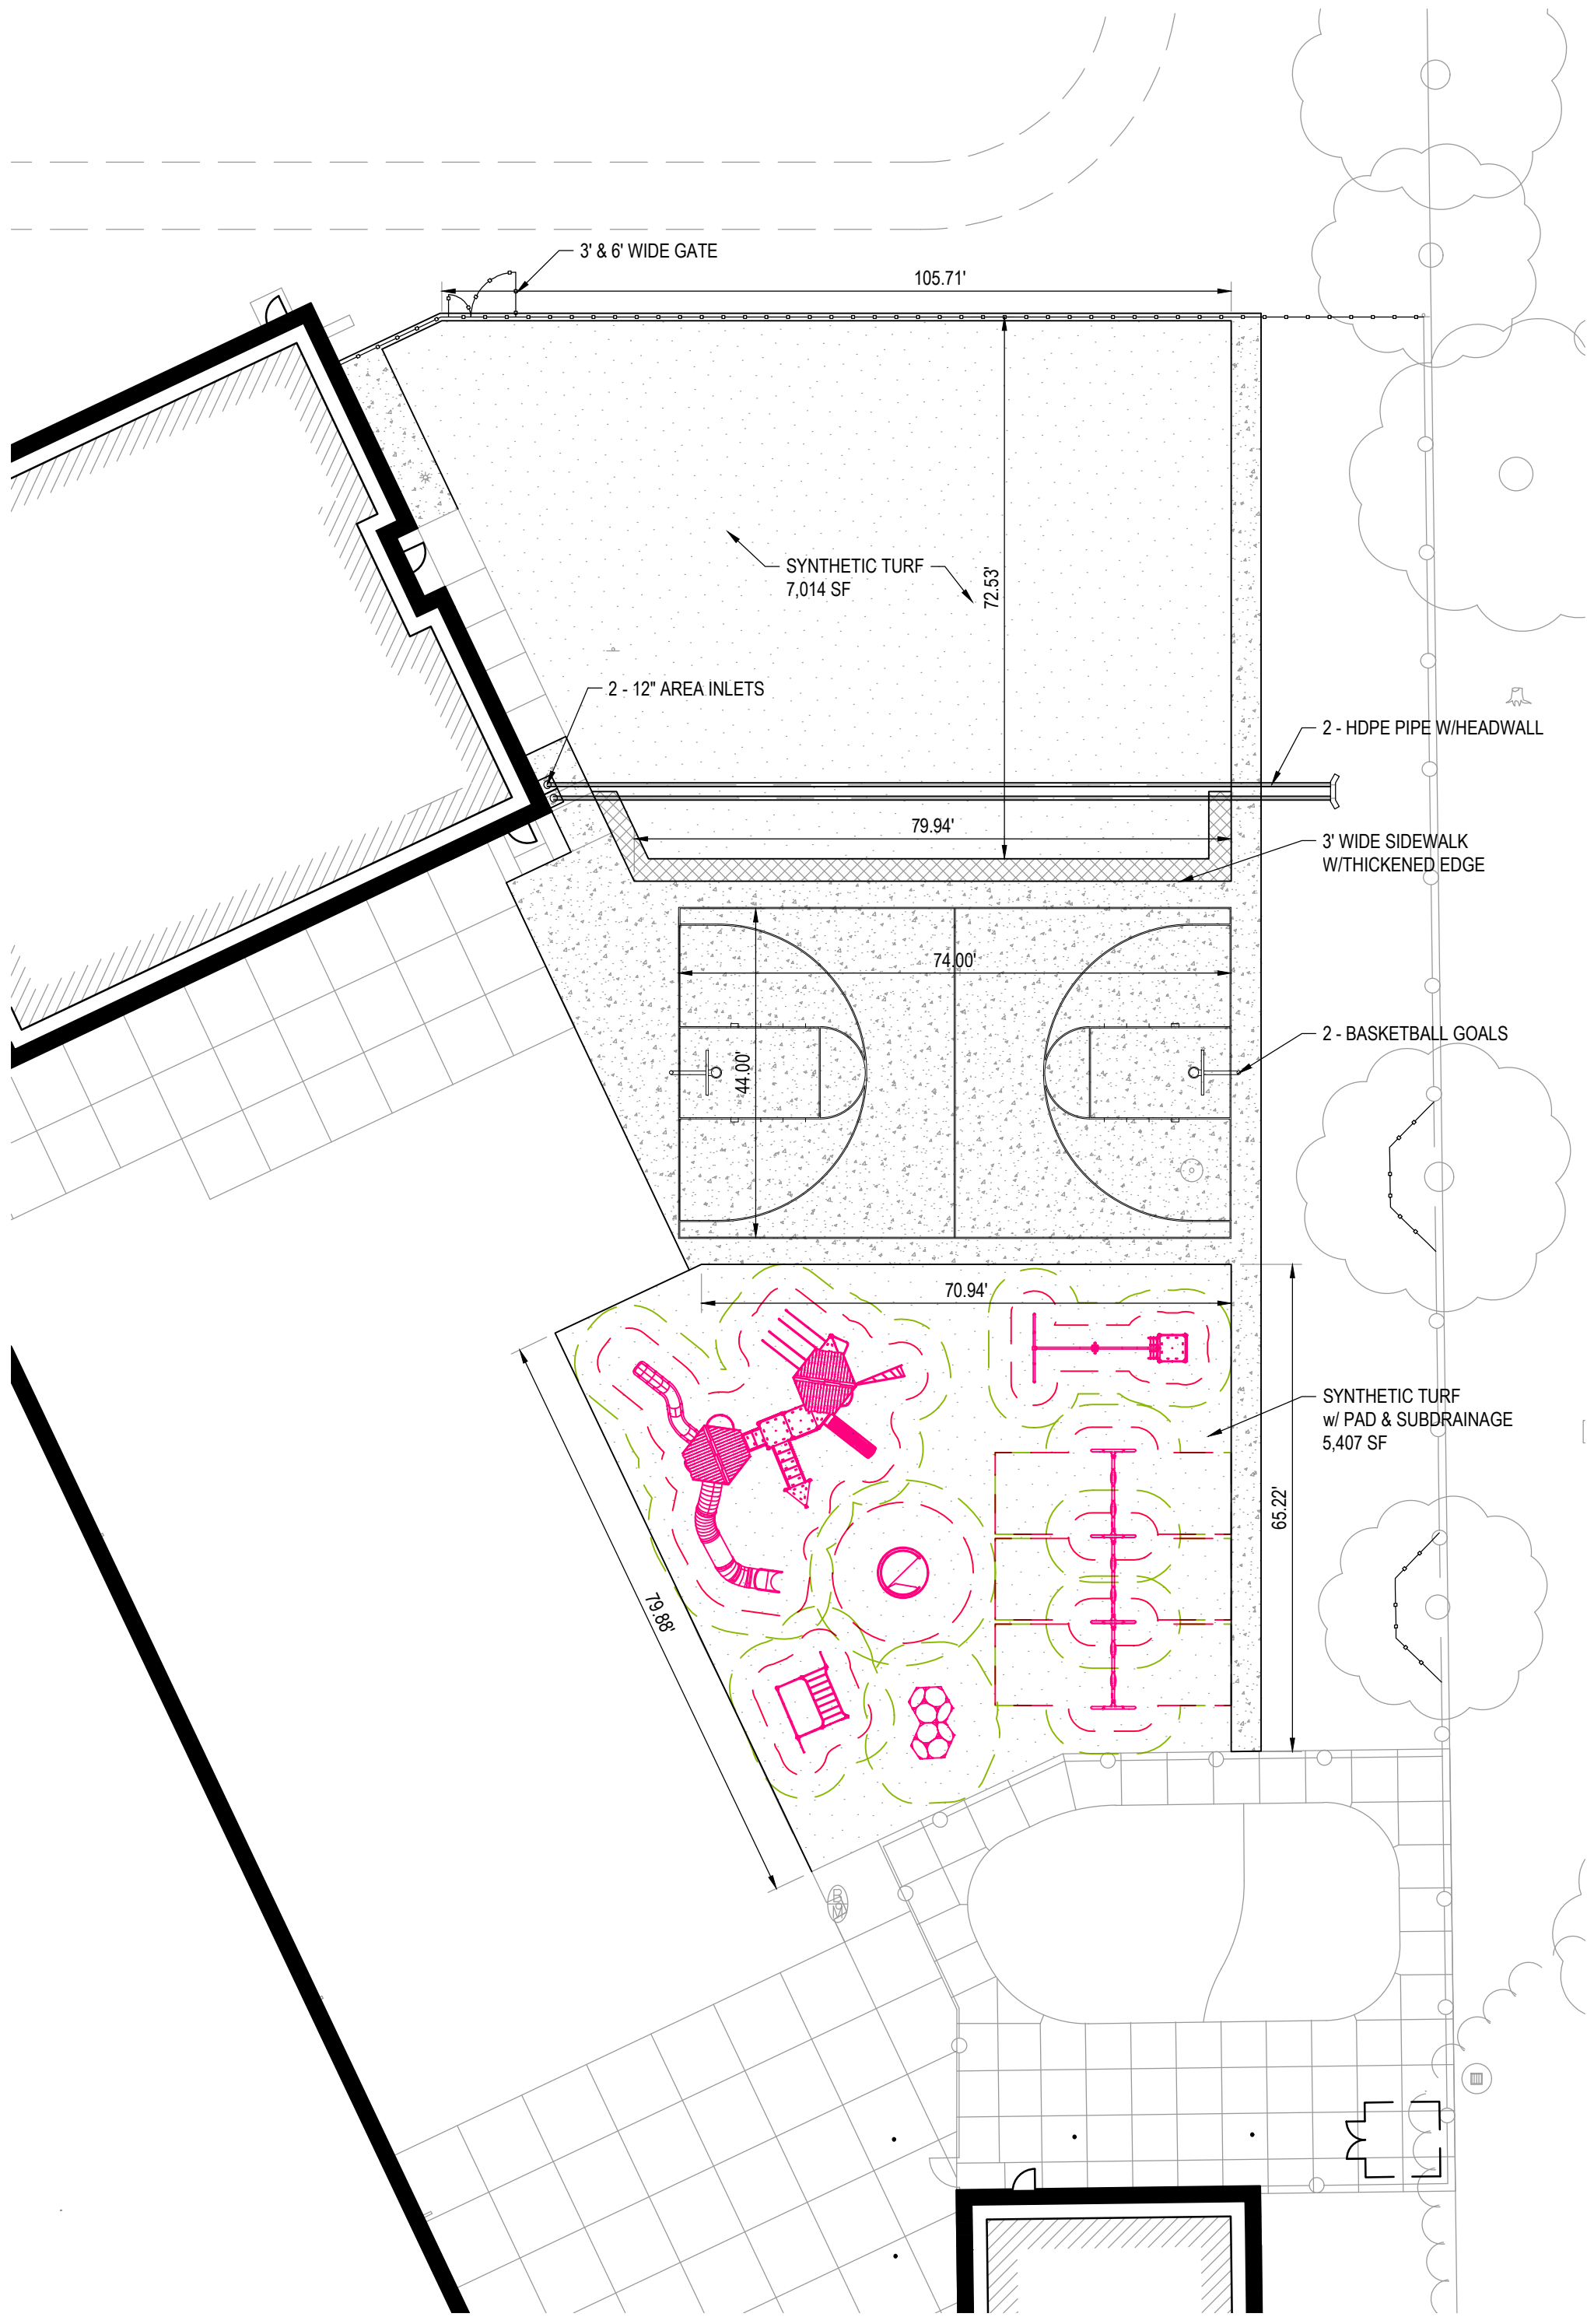 3' & 6' WIDE GATE
105.71'
SYNTHETIC TURF
7,014 SF
72.53'
2 - 12" AREA INLETS
2 - HDPE PIPE W/HEADWALL
79.94'
3' WIDE SIDEWALK
W/THICKENED EDGE
74.00'
44.00'
2 - BASKETBALL GOALS
70.94'
SYNTHETIC TURF
w/ PAD & SUBDRAINAGE
5,407 SF
65.22'
79.88'